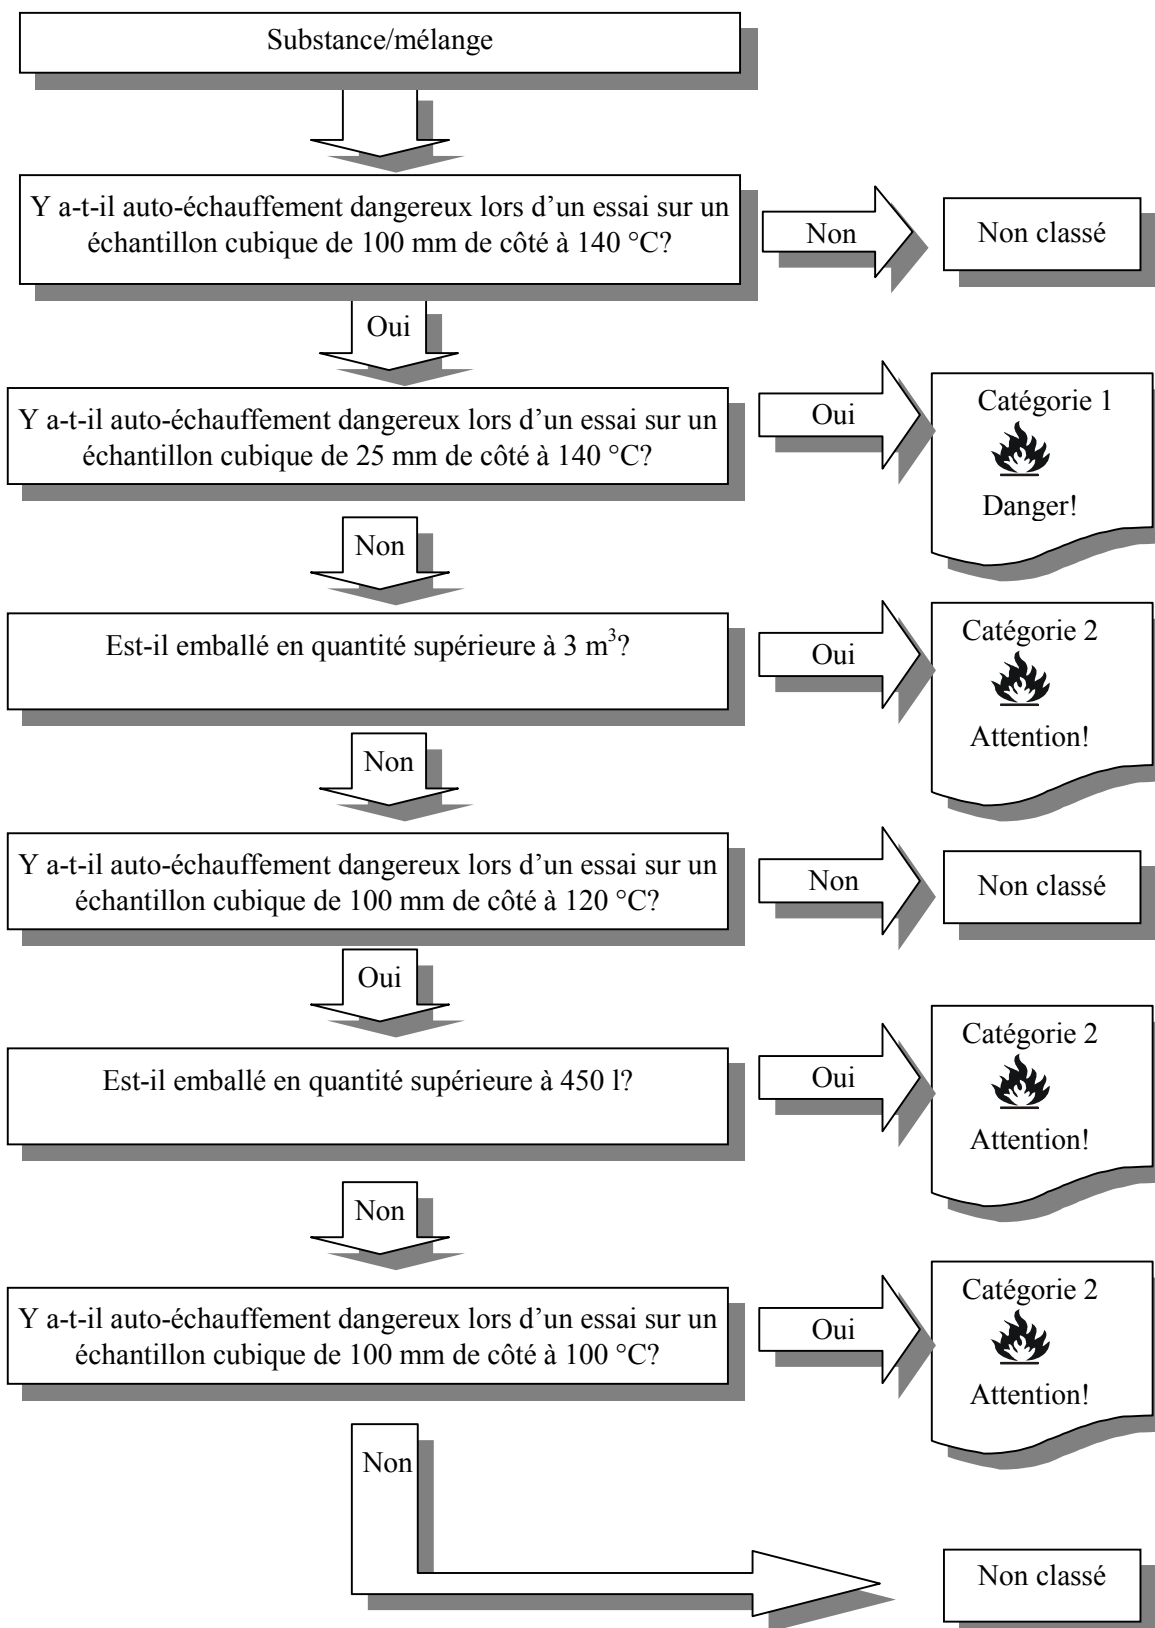 Substance/mélange
Y a-t-il auto-échauffement dangereux lors d’un essai sur un
échantillon cubique de 100 mm de côté à 140 °C?
Non
Non classé
Oui
Y a-t-il auto-échauffement dangereux lors d’un essai sur un
échantillon cubique de 25 mm de côté à 140 °C?
Oui
Catégorie 1
Danger!
Non
Est-il emballé en quantité supérieure à 3 m³?
Oui
Catégorie 2
Attention!
Non
Y a-t-il auto-échauffement dangereux lors d’un essai sur un
échantillon cubique de 100 mm de côté à 120 °C?
Non
Non classé
Oui
Est-il emballé en quantité supérieure à 450 l?
Oui
Catégorie 2
Attention!
Non
Y a-t-il auto-échauffement dangereux lors d’un essai sur un
échantillon cubique de 100 mm de côté à 100 °C?
Oui
Catégorie 2
Attention!
Non
Non classé